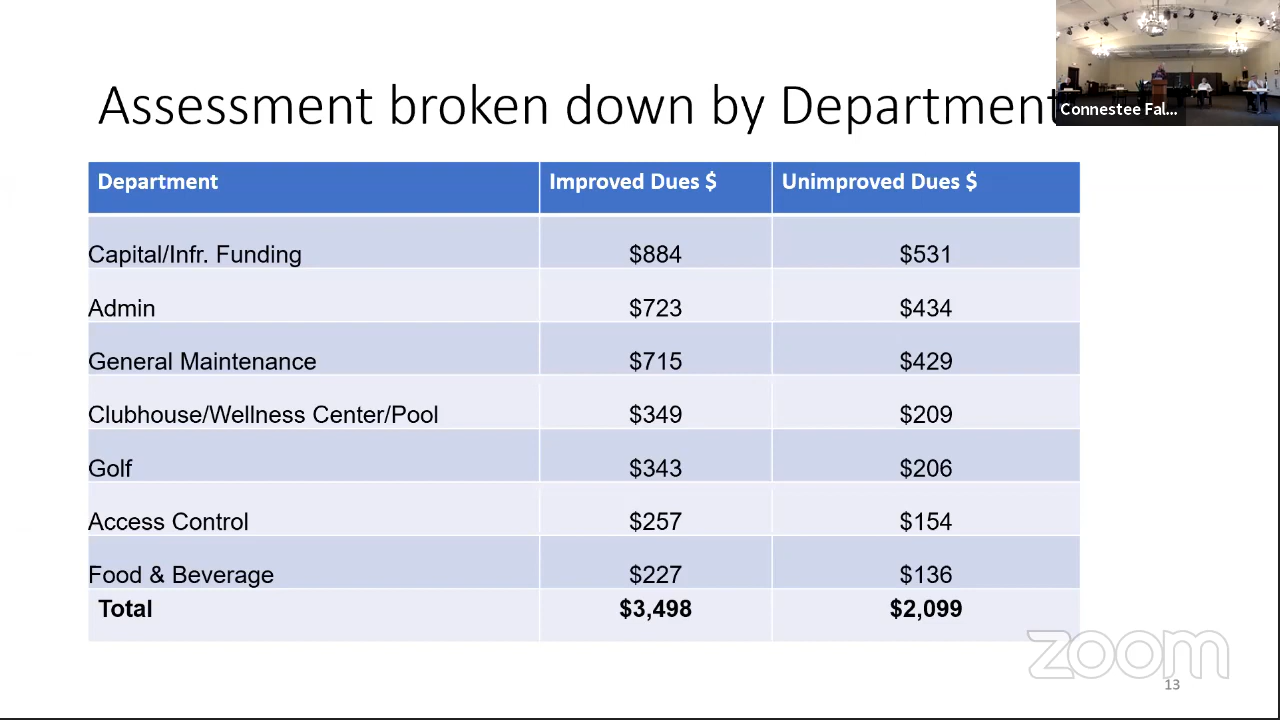 Assessment broken down by Department
Connestee Fal...
Department Improved Dues $ Unimproved Dues $
Capital/Infr. Funding $884 $531
Admin $723 $434
General Maintenance $715 $429
Clubhouse/Wellness Center/Pool $349 $209
Golf $343 $206
Access Control $257 $154
Food & Beverage $227 $136
Total $3,498 $2,099
zoom
13